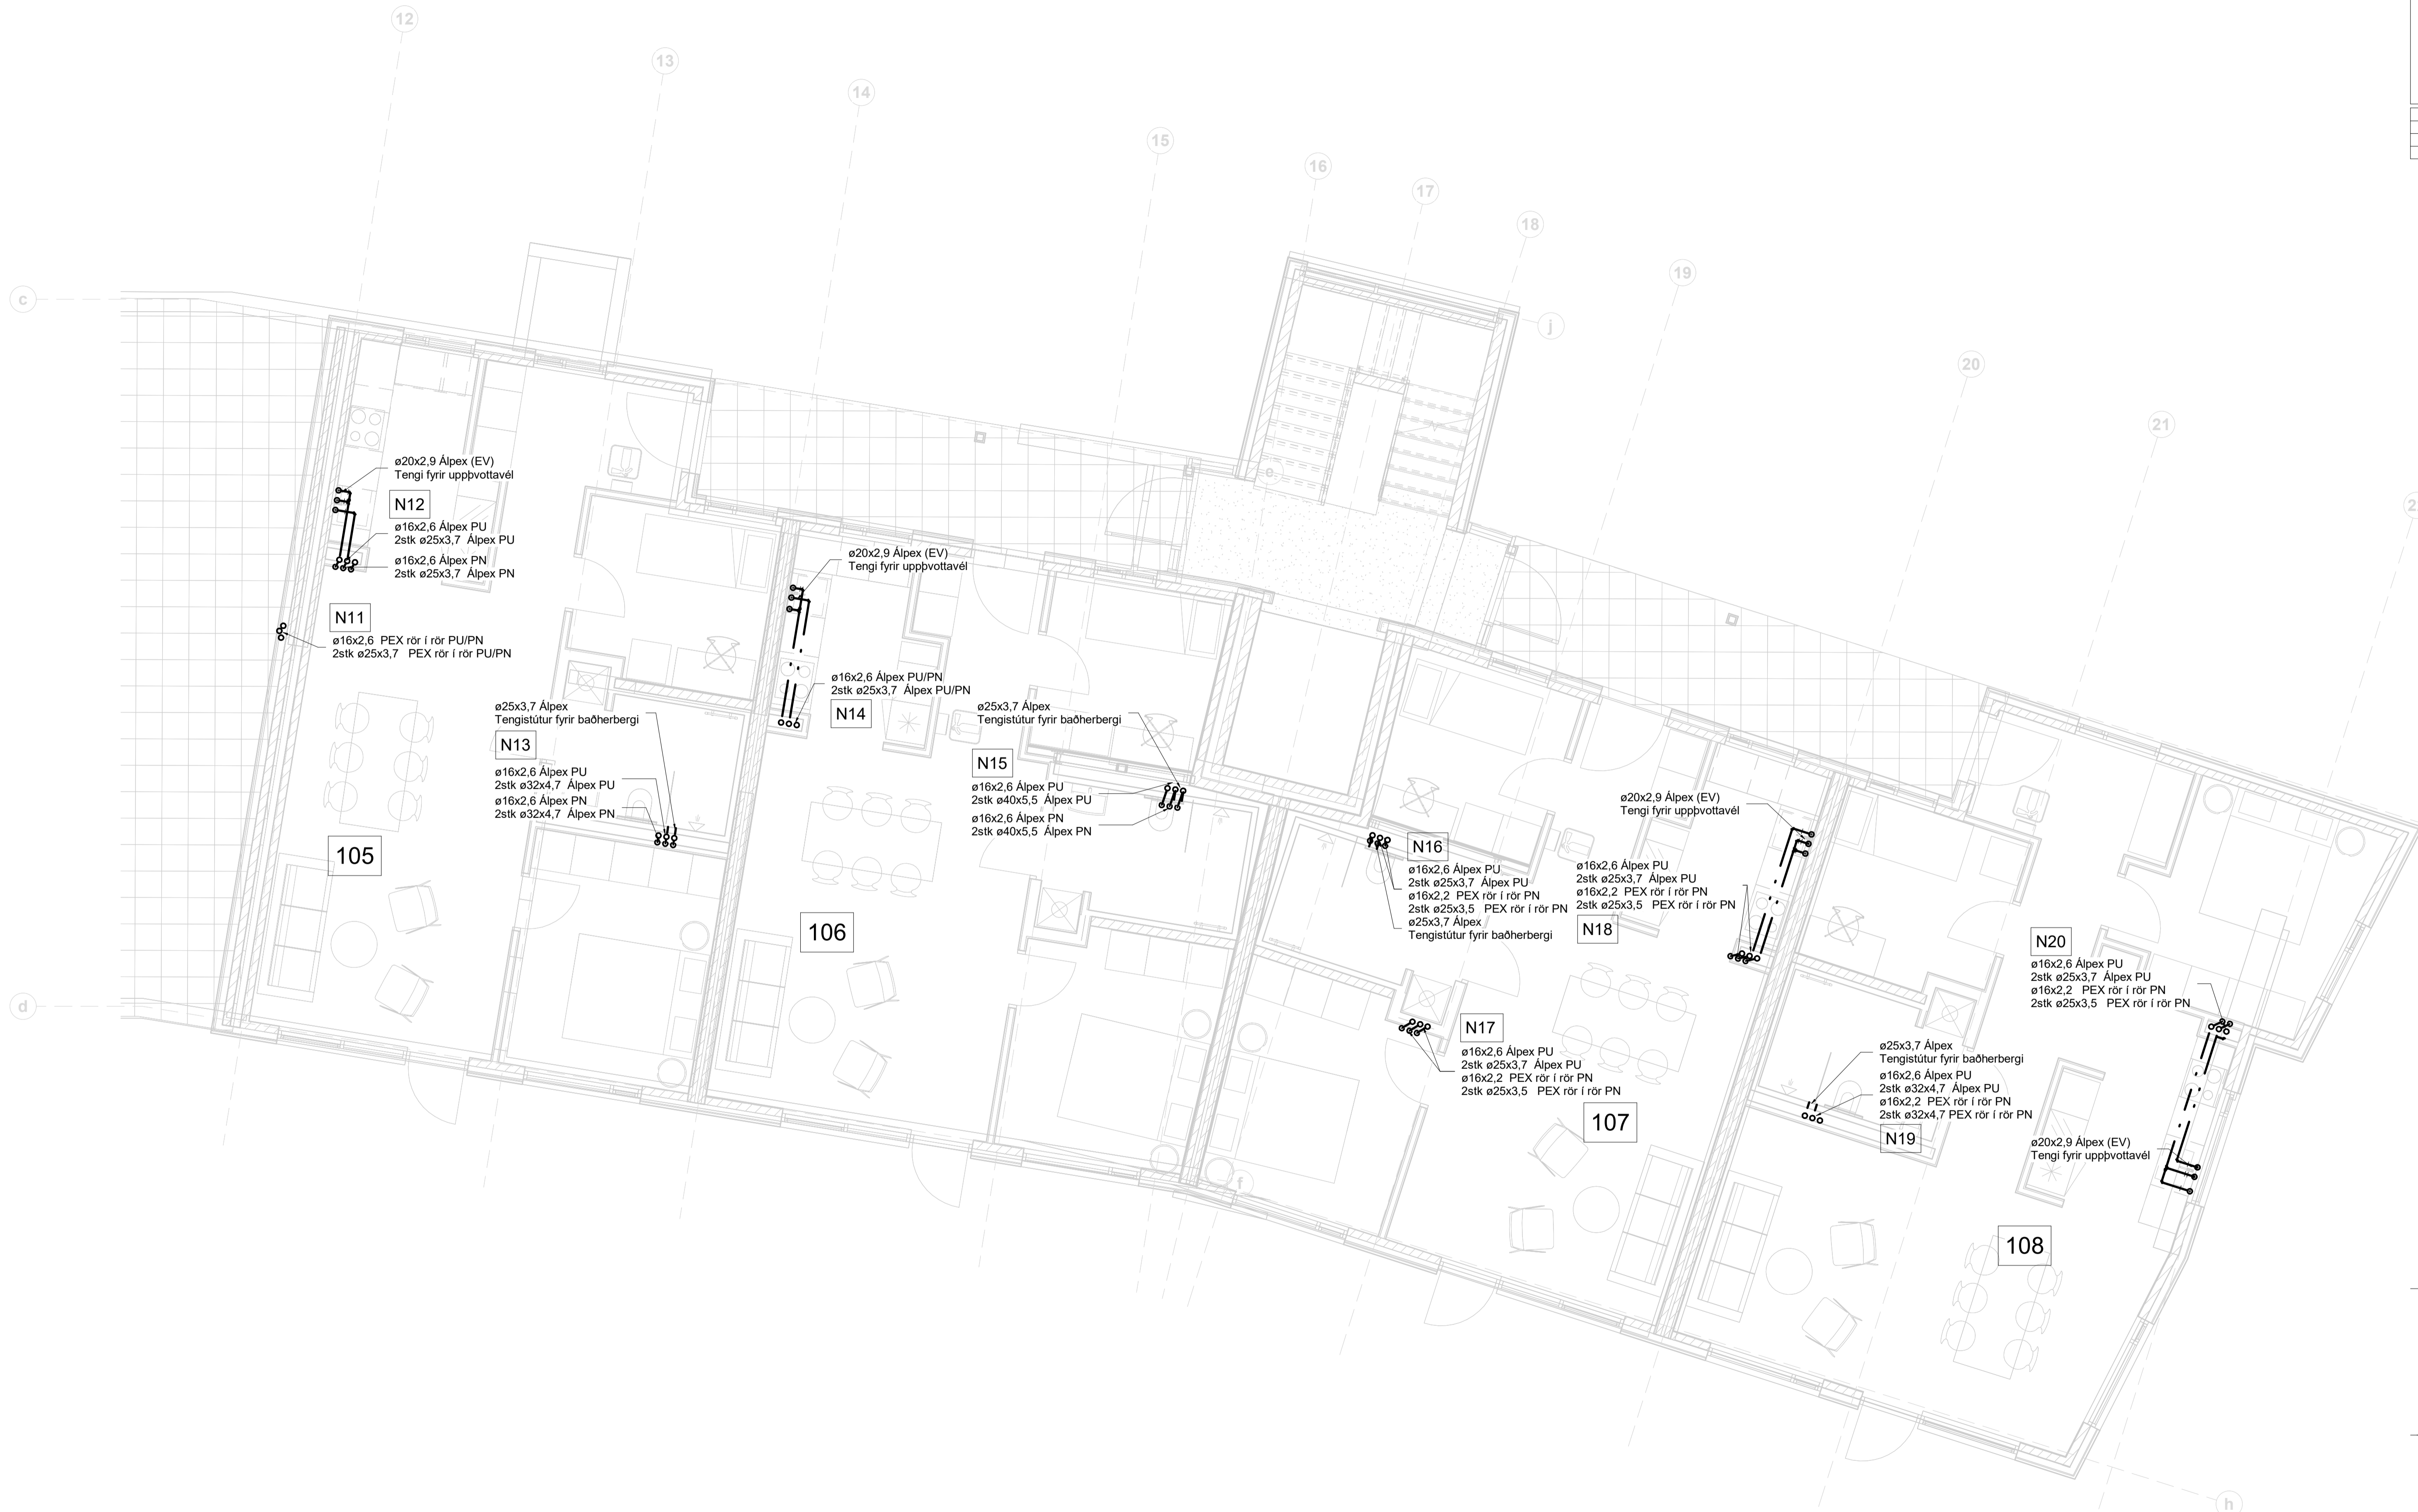 12
13
14
15
16
17
18
19
20
21
c
j
e
d
f
h
ø20x2,9 Álpex (EV)
Tengi fyrir uppþvottavél
N12
ø16x2,6 Álpex PU
2stk ø25x3,7 Álpex PU
ø16x2,6 Álpex PN
2stk ø25x3,7 Álpex PN
N11
ø16x2,6 PEX rör í rör PU/PN
2stk ø25x3,7 PEX rör í rör PU/PN
ø25x3,7 Álpex
Tengistútur fyrir baðherbergi
N13
ø16x2,6 Álpex PU
2stk ø32x4,7 Álpex PU
ø16x2,6 Álpex PN
2stk ø32x4,7 Álpex PN
105
ø20x2,9 Álpex (EV)
Tengi fyrir uppþvottavél
ø16x2,6 Álpex PU/PN
2stk ø25x3,7 Álpex PU/PN
N14
ø25x3,7 Álpex
Tengistútur fyrir baðherbergi
N15
ø16x2,6 Álpex PU
2stk ø40x5,5 Álpex PU
ø16x2,6 Álpex PN
2stk ø40x5,5 Álpex PN
106
N16
ø16x2,6 Álpex PU
2stk ø25x3,7 Álpex PU
ø16x2,2 PEX rör í rör PN
2stk ø25x3,5 PEX rör í rör PN
ø25x3,7 Álpex
Tengistútur fyrir baðherbergi
ø20x2,9 Álpex (EV)
Tengi fyrir uppþvottavél
ø16x2,6 Álpex PU
2stk ø25x3,7 Álpex PU
ø16x2,2 PEX rör í rör PN
2stk ø25x3,5 PEX rör í rör PN
N18
N17
ø16x2,6 Álpex PU
2stk ø25x3,7 Álpex PU
ø16x2,2 PEX rör í rör PN
2stk ø25x3,5 PEX rör í rör PN
107
N20
ø16x2,6 Álpex PU
2stk ø25x3,7 Álpex PU
ø16x2,2 PEX rör í rör PN
2stk ø25x3,5 PEX rör í rör PN
ø25x3,7 Álpex
Tengistútur fyrir baðherbergi
ø16x2,6 Álpex PU
2stk ø32x4,7 Álpex PU
ø16x2,2 PEX rör í rör PN
2stk ø32x4,7 PEX rör í rör PN
N19
ø20x2,9 Álpex (EV)
Tengi fyrir uppþvottavél
108